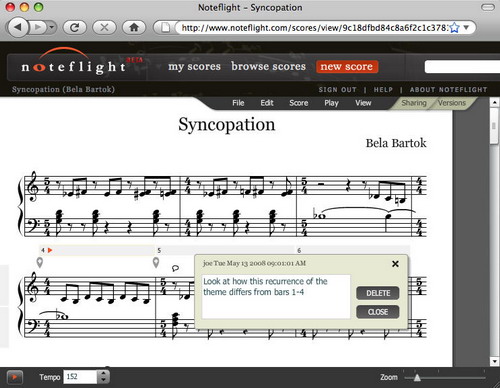 Noteflight - Syncopation
http://www.noteflight.com/scores/view/9c18dfbd84c8a6f2c1c378
noteflight BETA
my scores browse scores new score
Syncopation (Bela Bartok)
SIGN OUT | HELP | ABOUT NOTEFLIGHT
File Edit Score Play View Sharing Versions
Syncopation
Bela Bartok
4 5 6
joe Tue May 13 2008 09:01:01 AM
Look at how this recurrence of the
theme differs from bars 1-4
DELETE
CLOSE
Tempo 152 Zoom